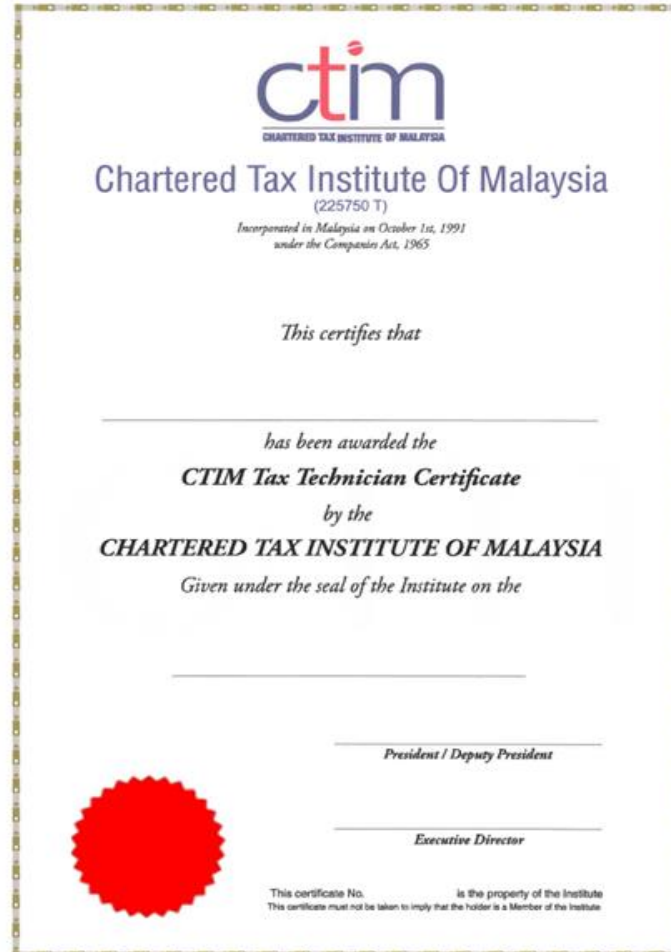 ctim
CHARTERED TAX INSTITUTE OF MALAYSIA
Chartered Tax Institute Of Malaysia
(225750 T)
Incorporated in Malaysia on October 1st, 1991
under the Companies Act, 1965
This certifies that
has been awarded the
CTIM Tax Technician Certificate
by the
CHARTERED TAX INSTITUTE OF MALAYSIA
Given under the seal of the Institute on the
President / Deputy President
Executive Director
This certificate No. is the property of the Institute
This certificate must not be taken to imply that the holder is a Member of the Institute